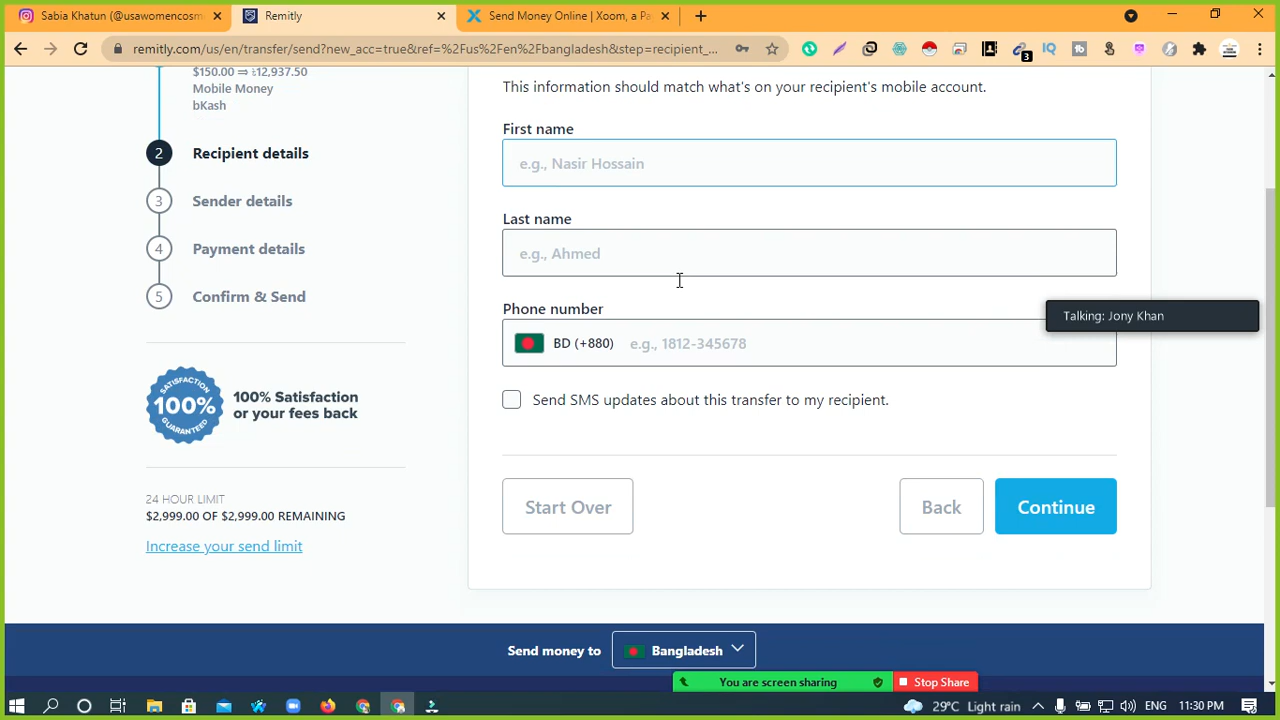 Sabia Khatun (@usawomencosm
Remitly
Send Money Online | Xoom, a Pa
remitly.com/us/en/transfer/send?new_acc=true&ref=%2Fus%2Fen%2Fbangladesh&step=recipient_...
3
IQ
$150.00 ⇒ ৳12,937.50
Mobile Money
bKash
2 Recipient details
3 Sender details
4 Payment details
5 Confirm & Send
SATISFACTION
100%
GUARANTEED
100% Satisfaction
or your fees back
24 HOUR LIMIT
$2,999.00 OF $2,999.00 REMAINING
Increase your send limit
This information should match what's on your recipient's mobile account.
First name
e.g., Nasir Hossain
Last name
e.g., Ahmed
Phone number
BD (+880) e.g., 1812-345678
Talking: Jony Khan
Send SMS updates about this transfer to my recipient.
Start Over
Back
Continue
Send money to
Bangladesh
You are screen sharing
Stop Share
29°C Light rain
ENG
11:30 PM